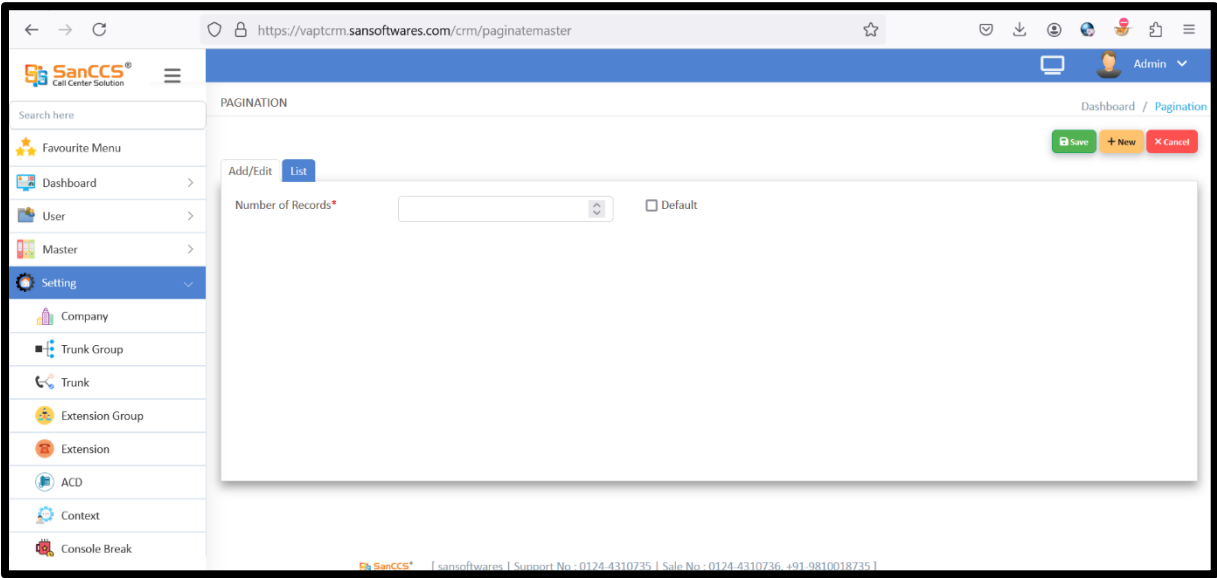 https://vaptcrm.sansoftwares.com/crm/paginatemaster
SanCCS®
Call Center Solution
Admin
Search here
PAGINATION
Dashboard / Pagination
Favourite Menu
Save
New
Cancel
Add/Edit
List
Dashboard
Number of Records*
Default
User
Master
Setting
Company
Trunk Group
Trunk
Extension Group
Extension
ACD
Context
Console Break
SanCCS® [ sansoftwares | Support No : 0124-4310735 | Sale No : 0124-4310736, +91-9810018735 ]